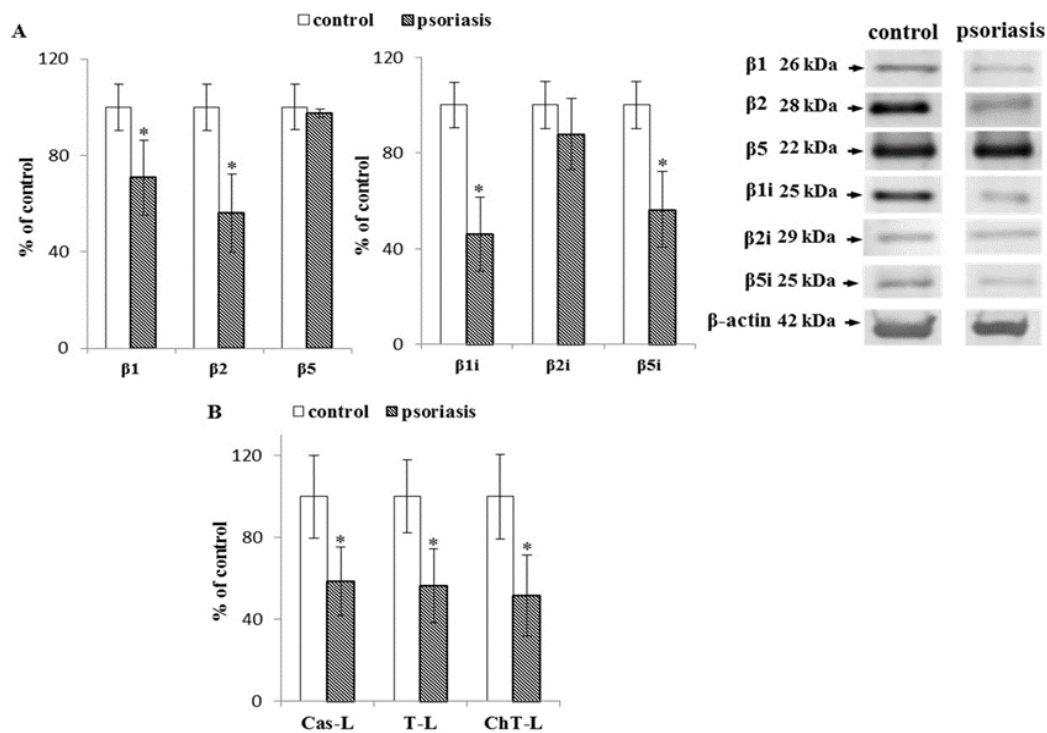 A
control psoriasis
120
80
40
0
% of control
* *
β1 β2 β5
120
80
40
0
% of control
* *
β1i β2i β5i
control psoriasis
β1 26 kDa
β2 28 kDa
β5 22 kDa
β1i 25 kDa
β2i 29 kDa
β5i 25 kDa
β-actin 42 kDa
B
control psoriasis
120
80
40
0
% of control
* * *
Cas-L T-L ChT-L